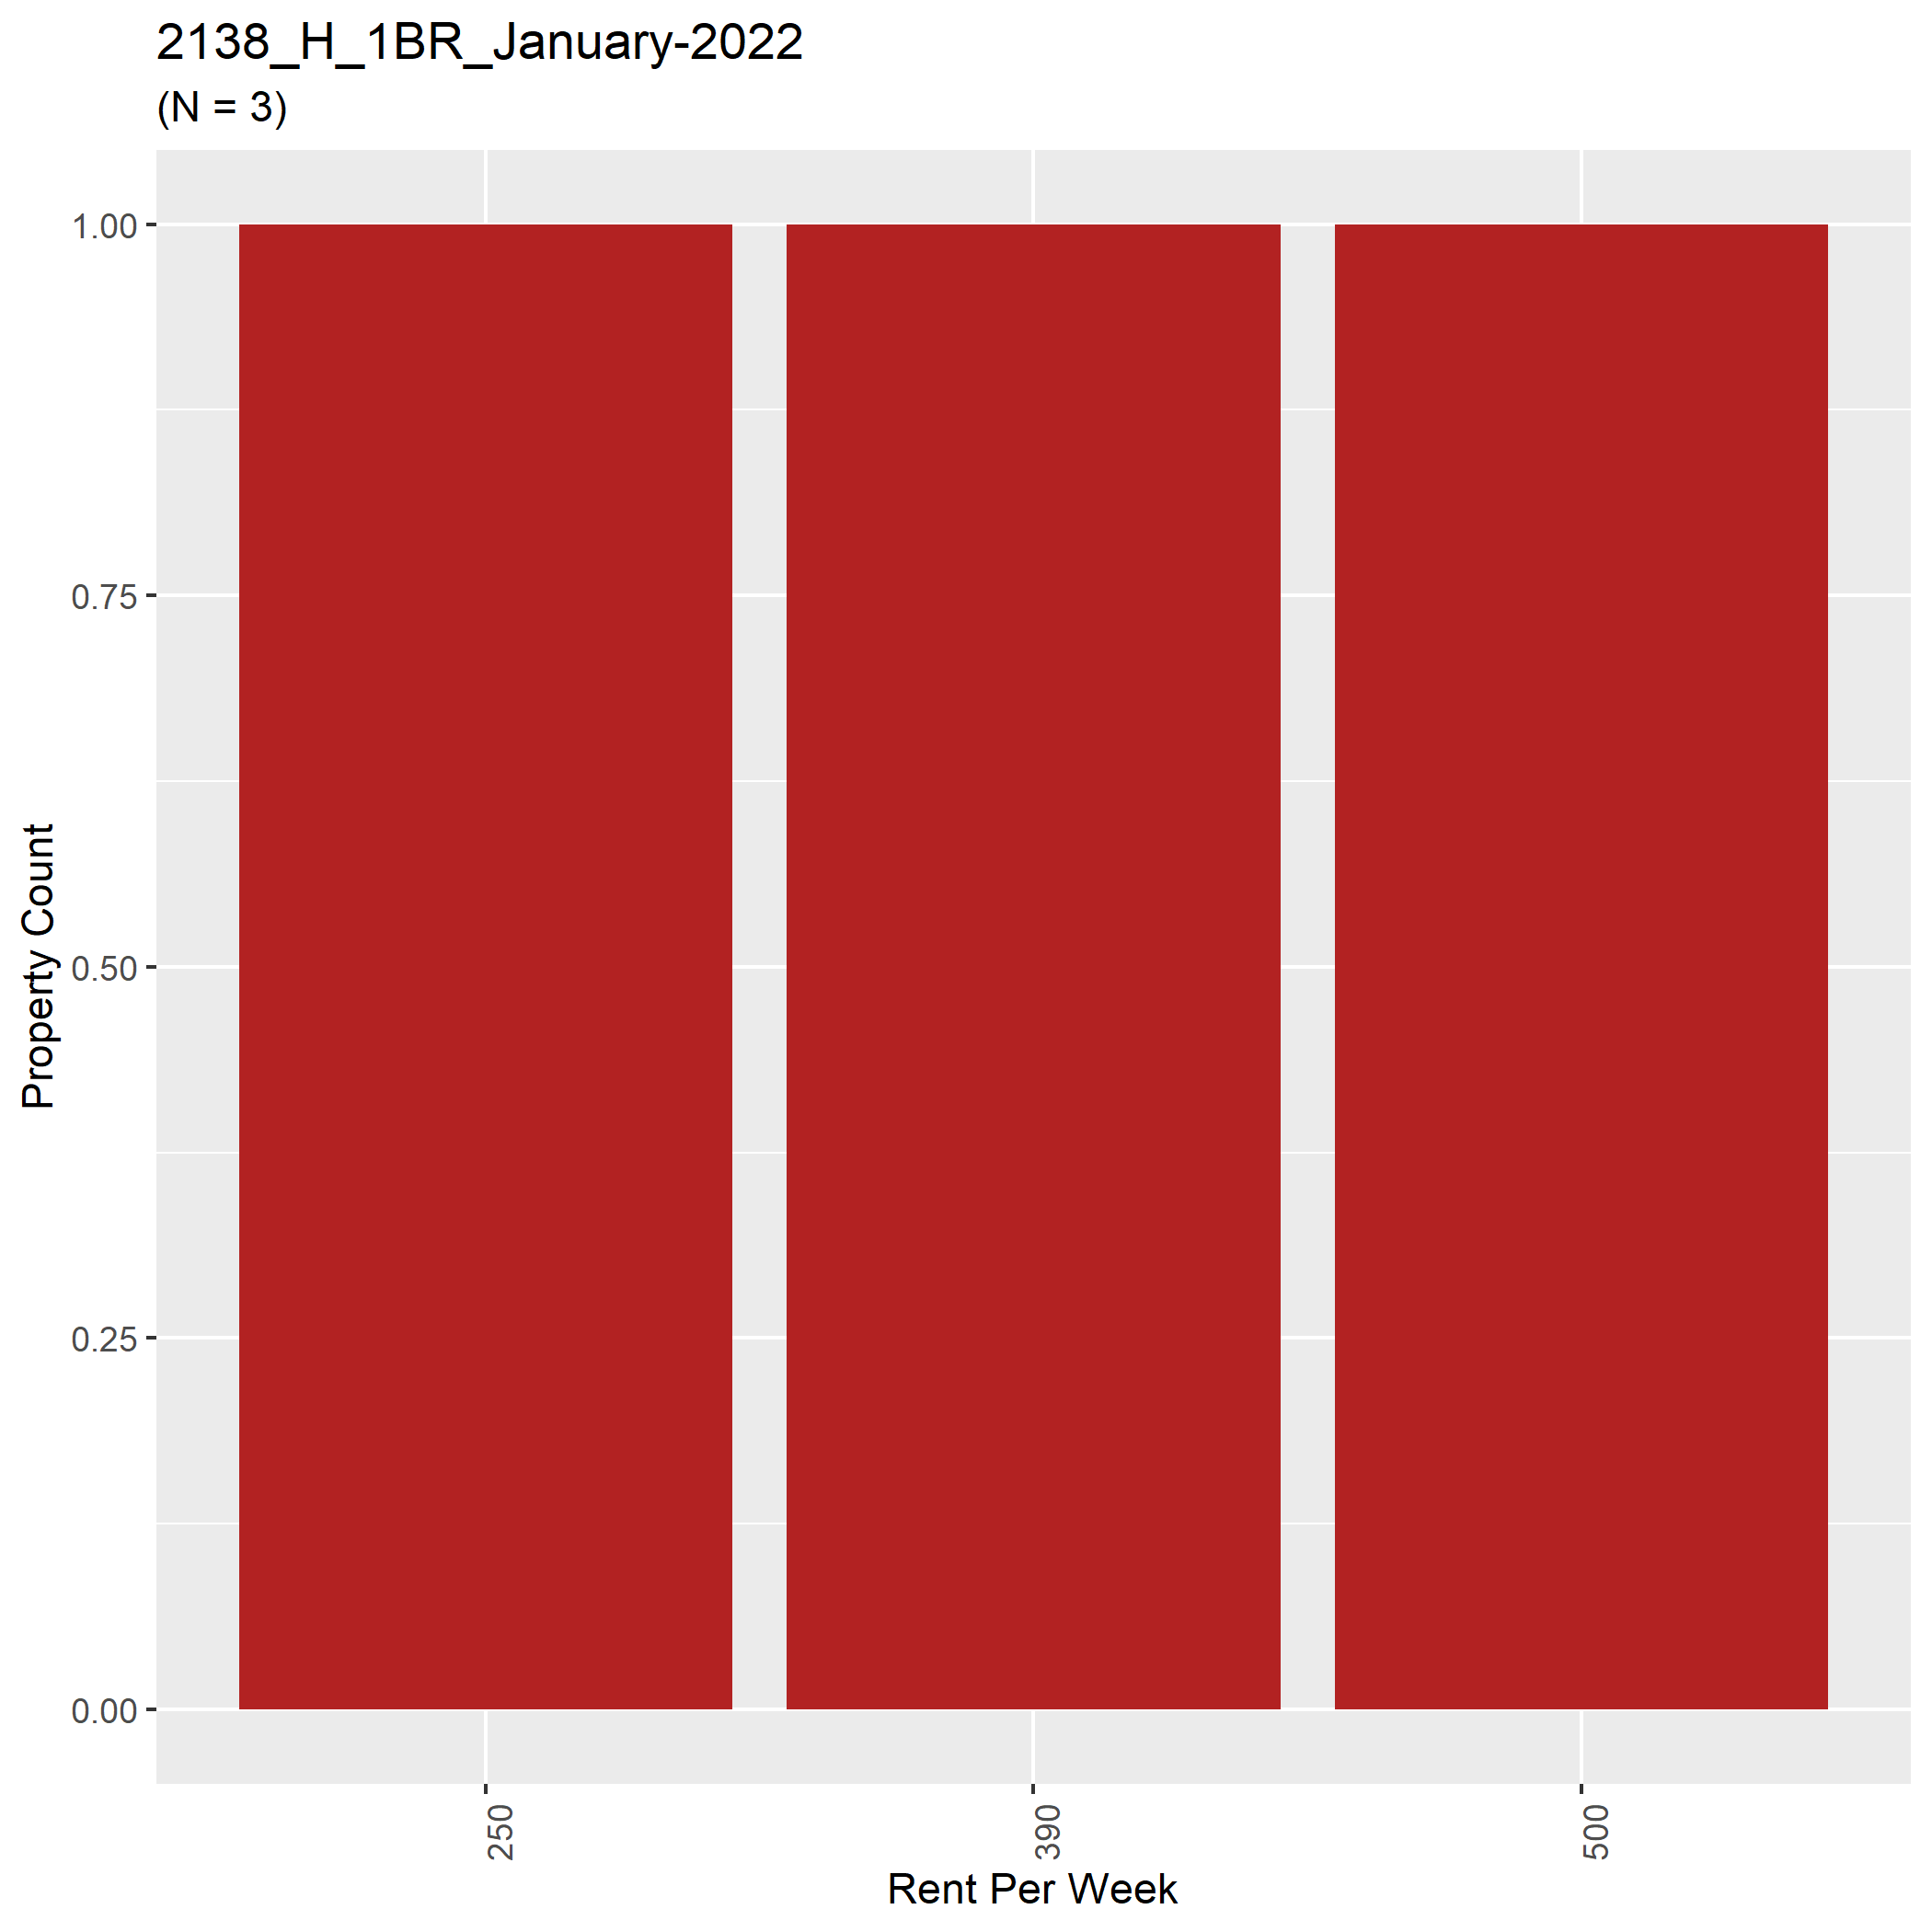 2138_H_1BR_January-2022
(N = 3)
Property Count
1.00
0.75
0.50
0.25
0.00
250
390
500
Rent Per Week